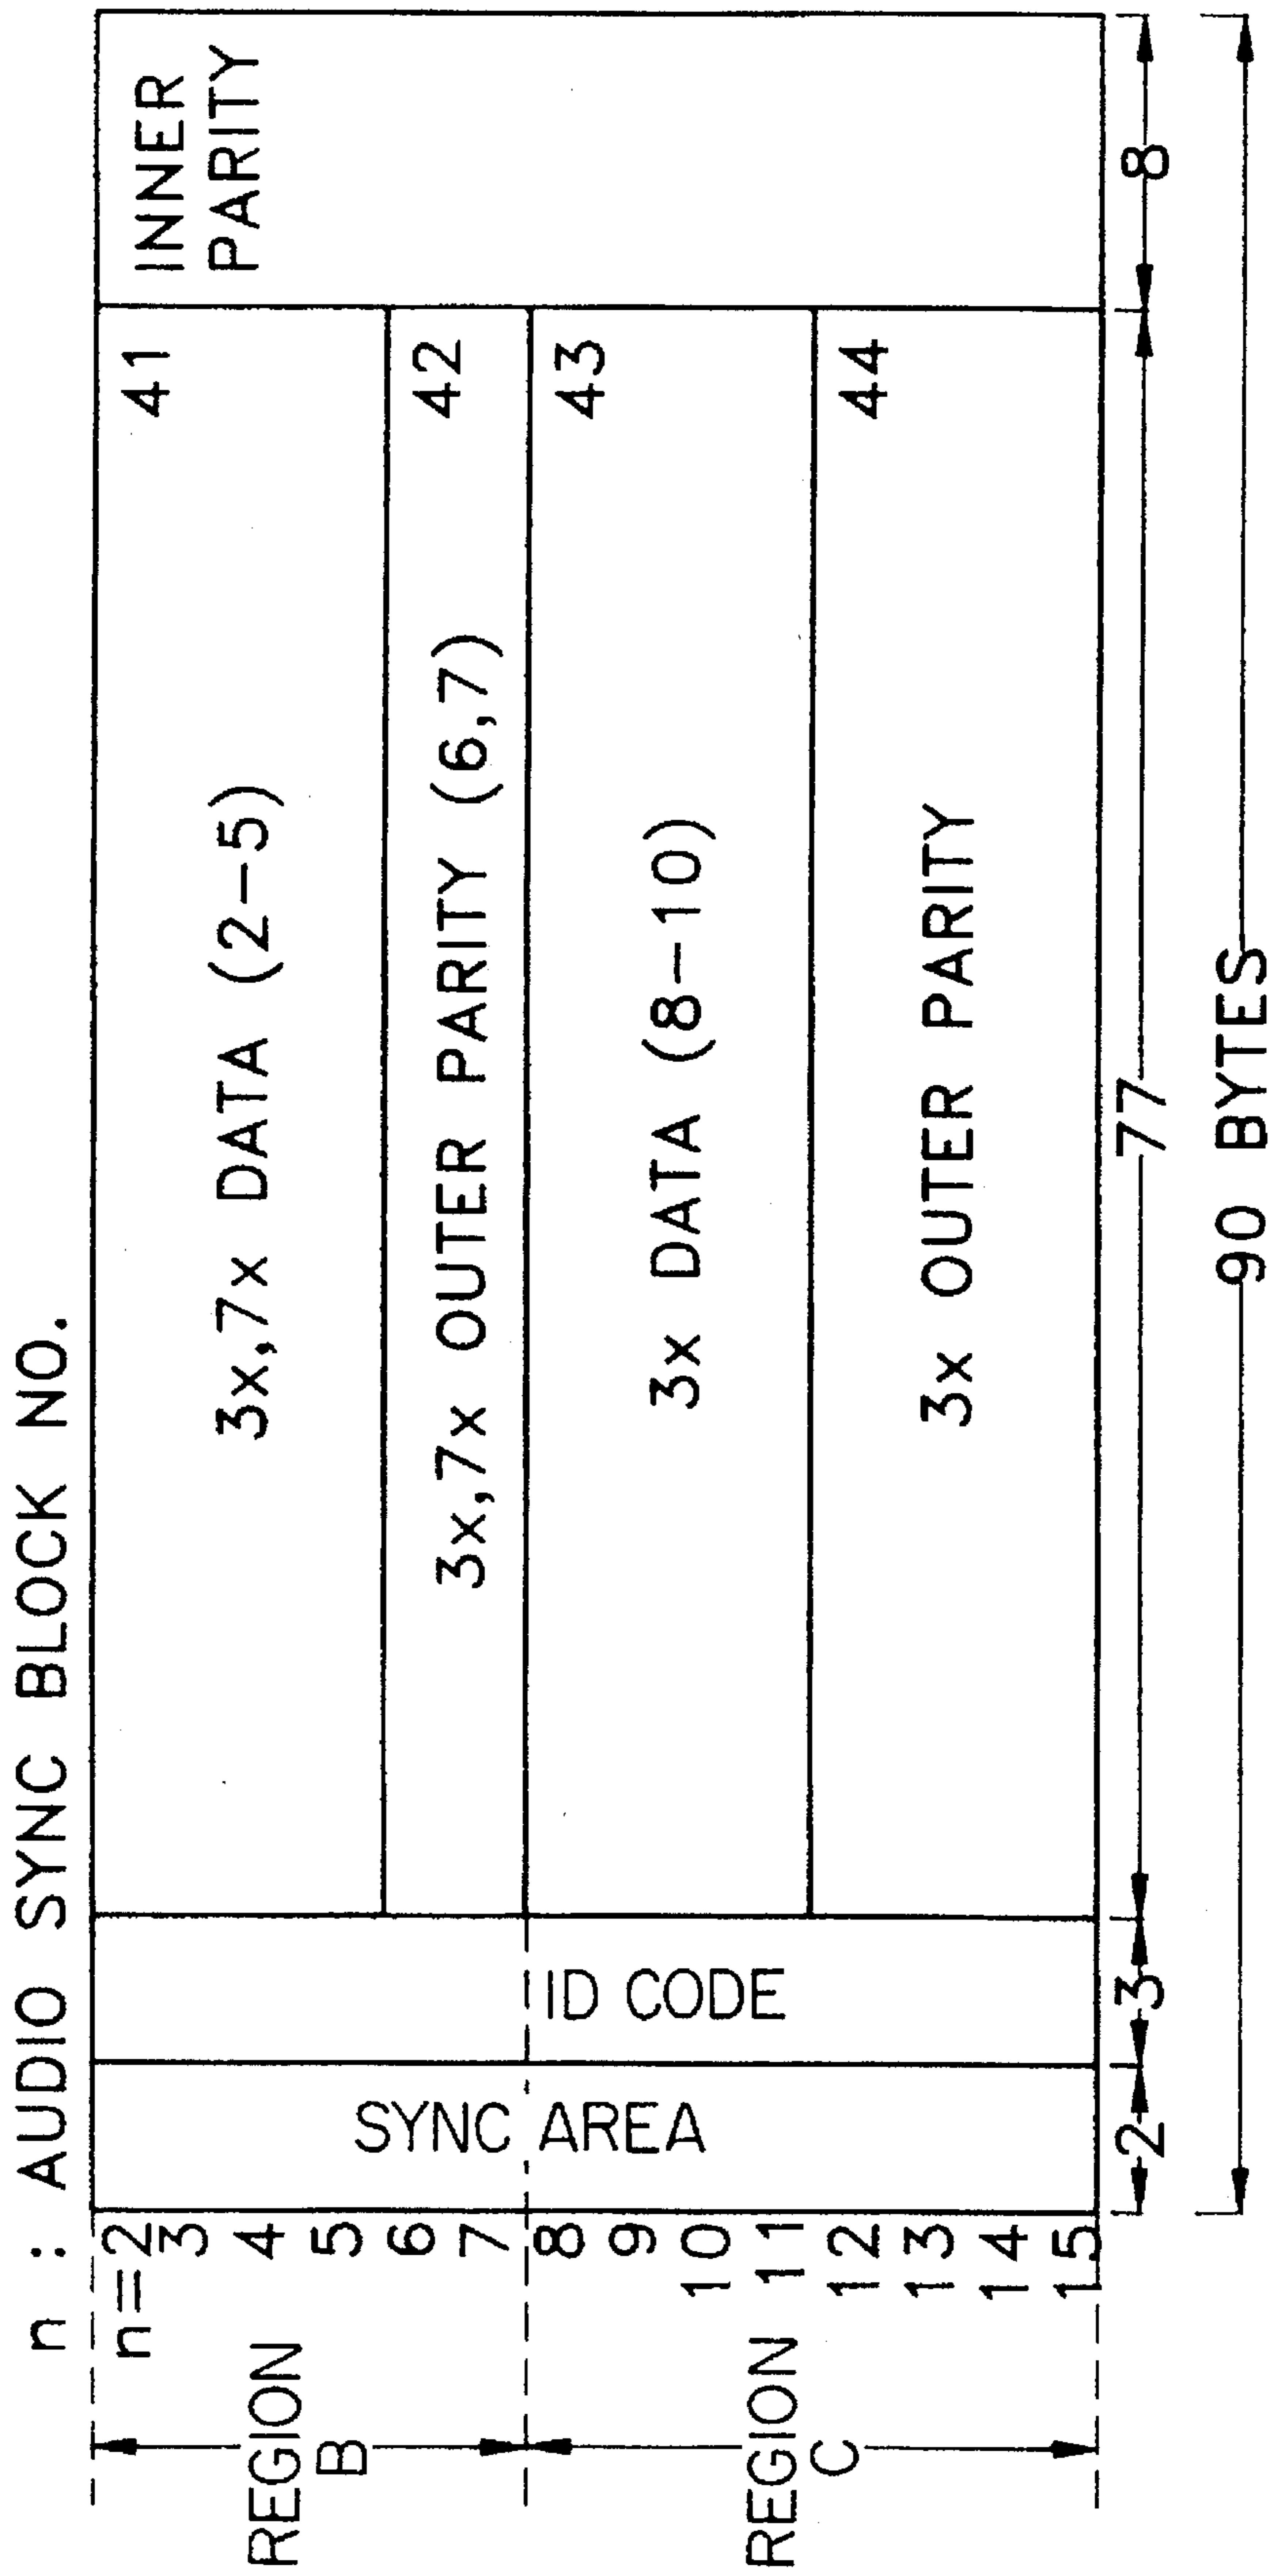 n : AUDIO SYNC BLOCK NO.
n=2
3
4
5
6
7
8
9
10
11
12
13
14
15
REGION
B
REGION
C
SYNC AREA
ID CODE
3x,7x DATA (2-5)
41
3x,7x OUTER PARITY (6,7)
42
3x DATA (8-10)
43
3x OUTER PARITY
44
INNER
PARITY
2
3
77
8
90 BYTES